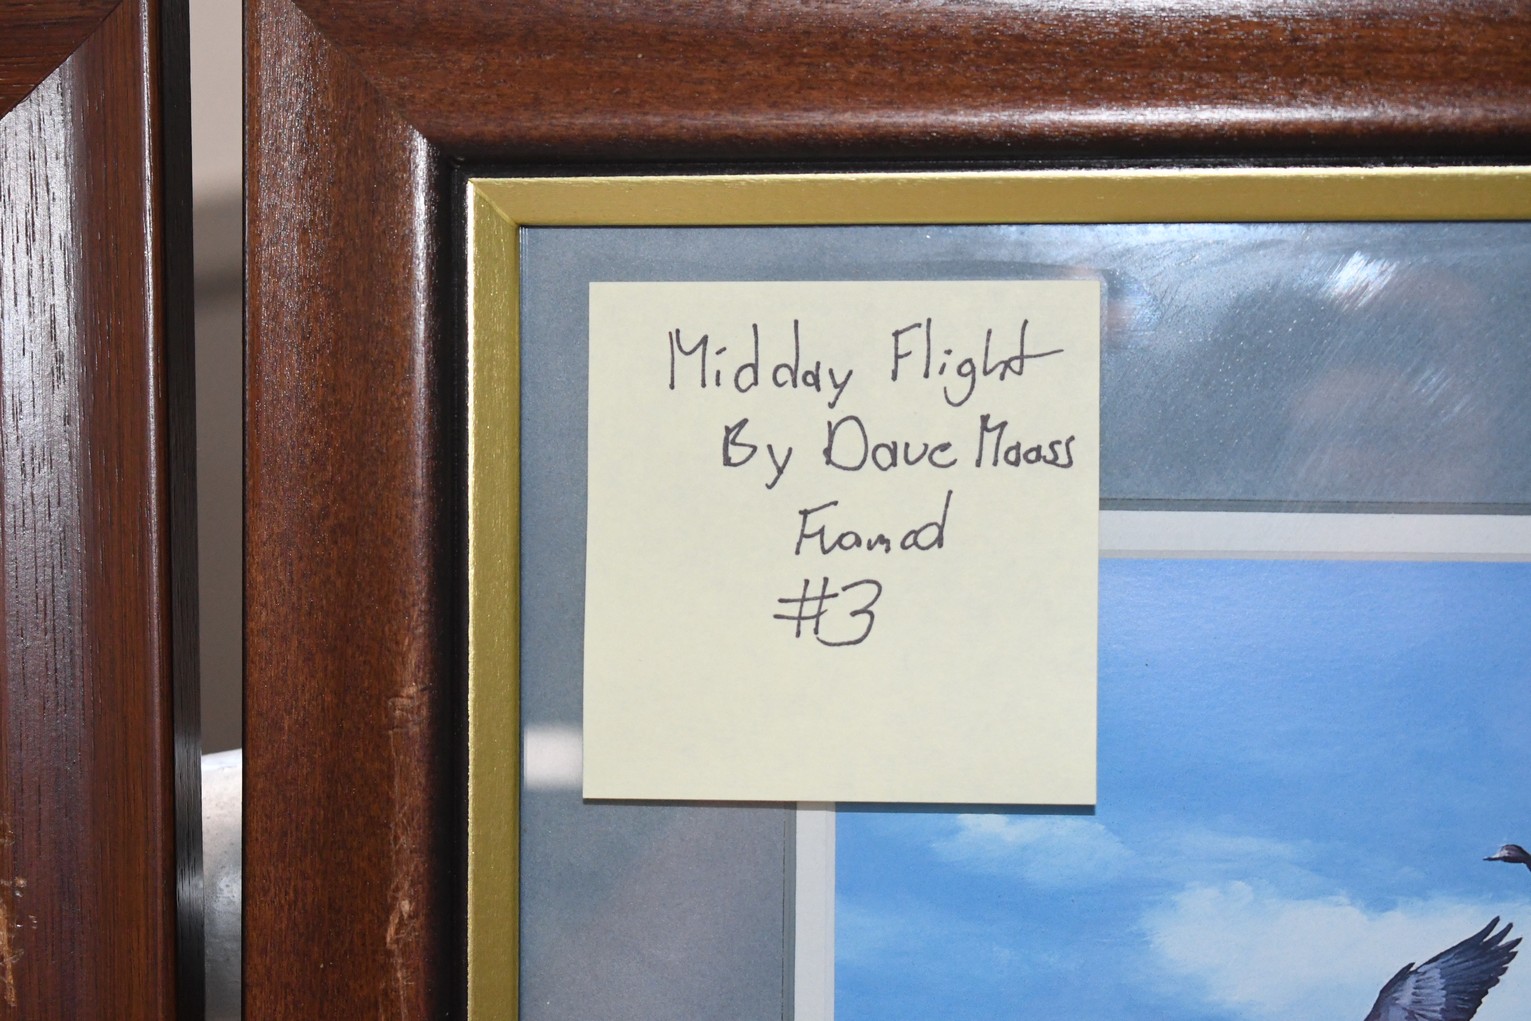 Midday Flight
By Dave Maass
Framed
#3